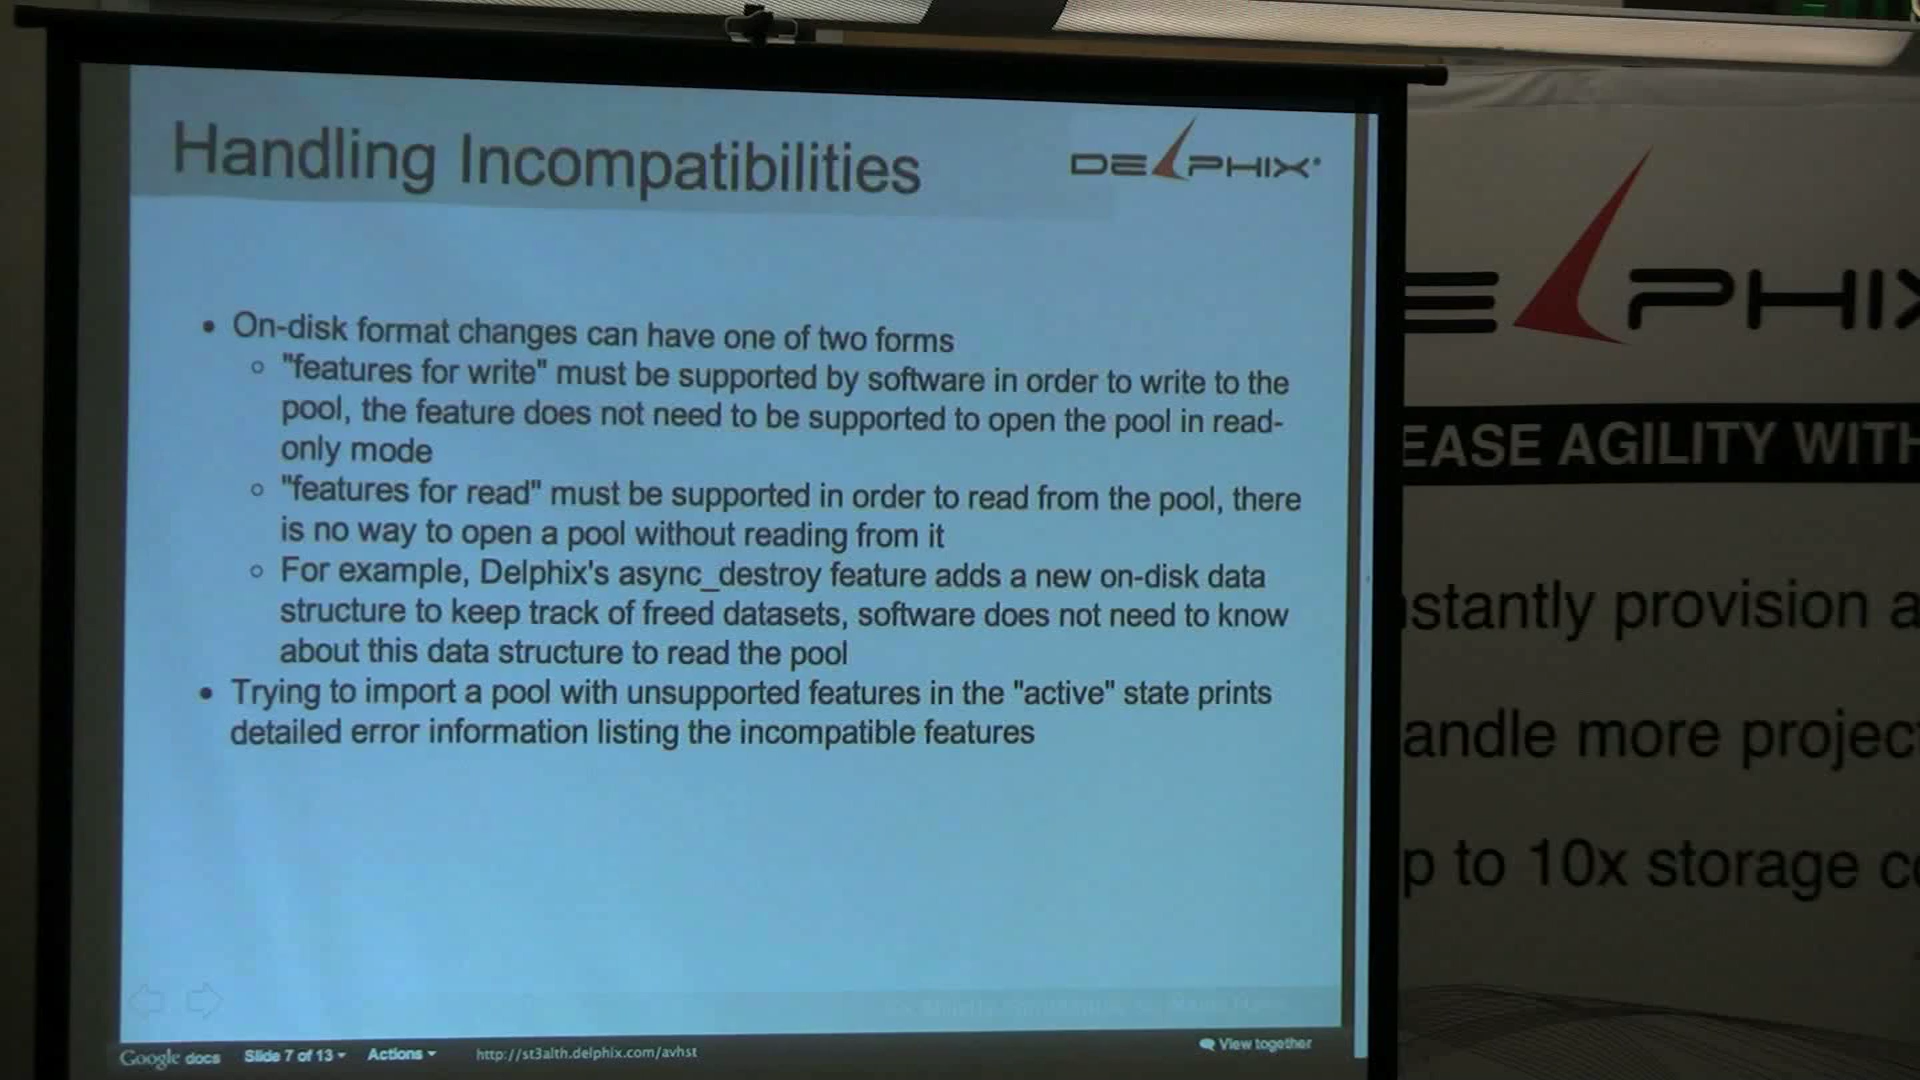 Handling Incompatibilities
DELPHIX
• On-disk format changes can have one of two forms
○ "features for write" must be supported by software in order to write to the
pool, the feature does not need to be supported to open the pool in read-
only mode
○ "features for read" must be supported in order to read from the pool, there
is no way to open a pool without reading from it
○ For example, Delphix's async_destroy feature adds a new on-disk data
structure to keep track of freed datasets, software does not need to know
about this data structure to read the pool
• Trying to import a pool with unsupported features in the "active" state prints
detailed error information listing the incompatible features
Google docs Slide 7 of 13 Actions http://st3alth.delphix.com/avhst View together
ELPHIX
EASE AGILITY WITH
stantly provision a
andle more projec
p to 10x storage c